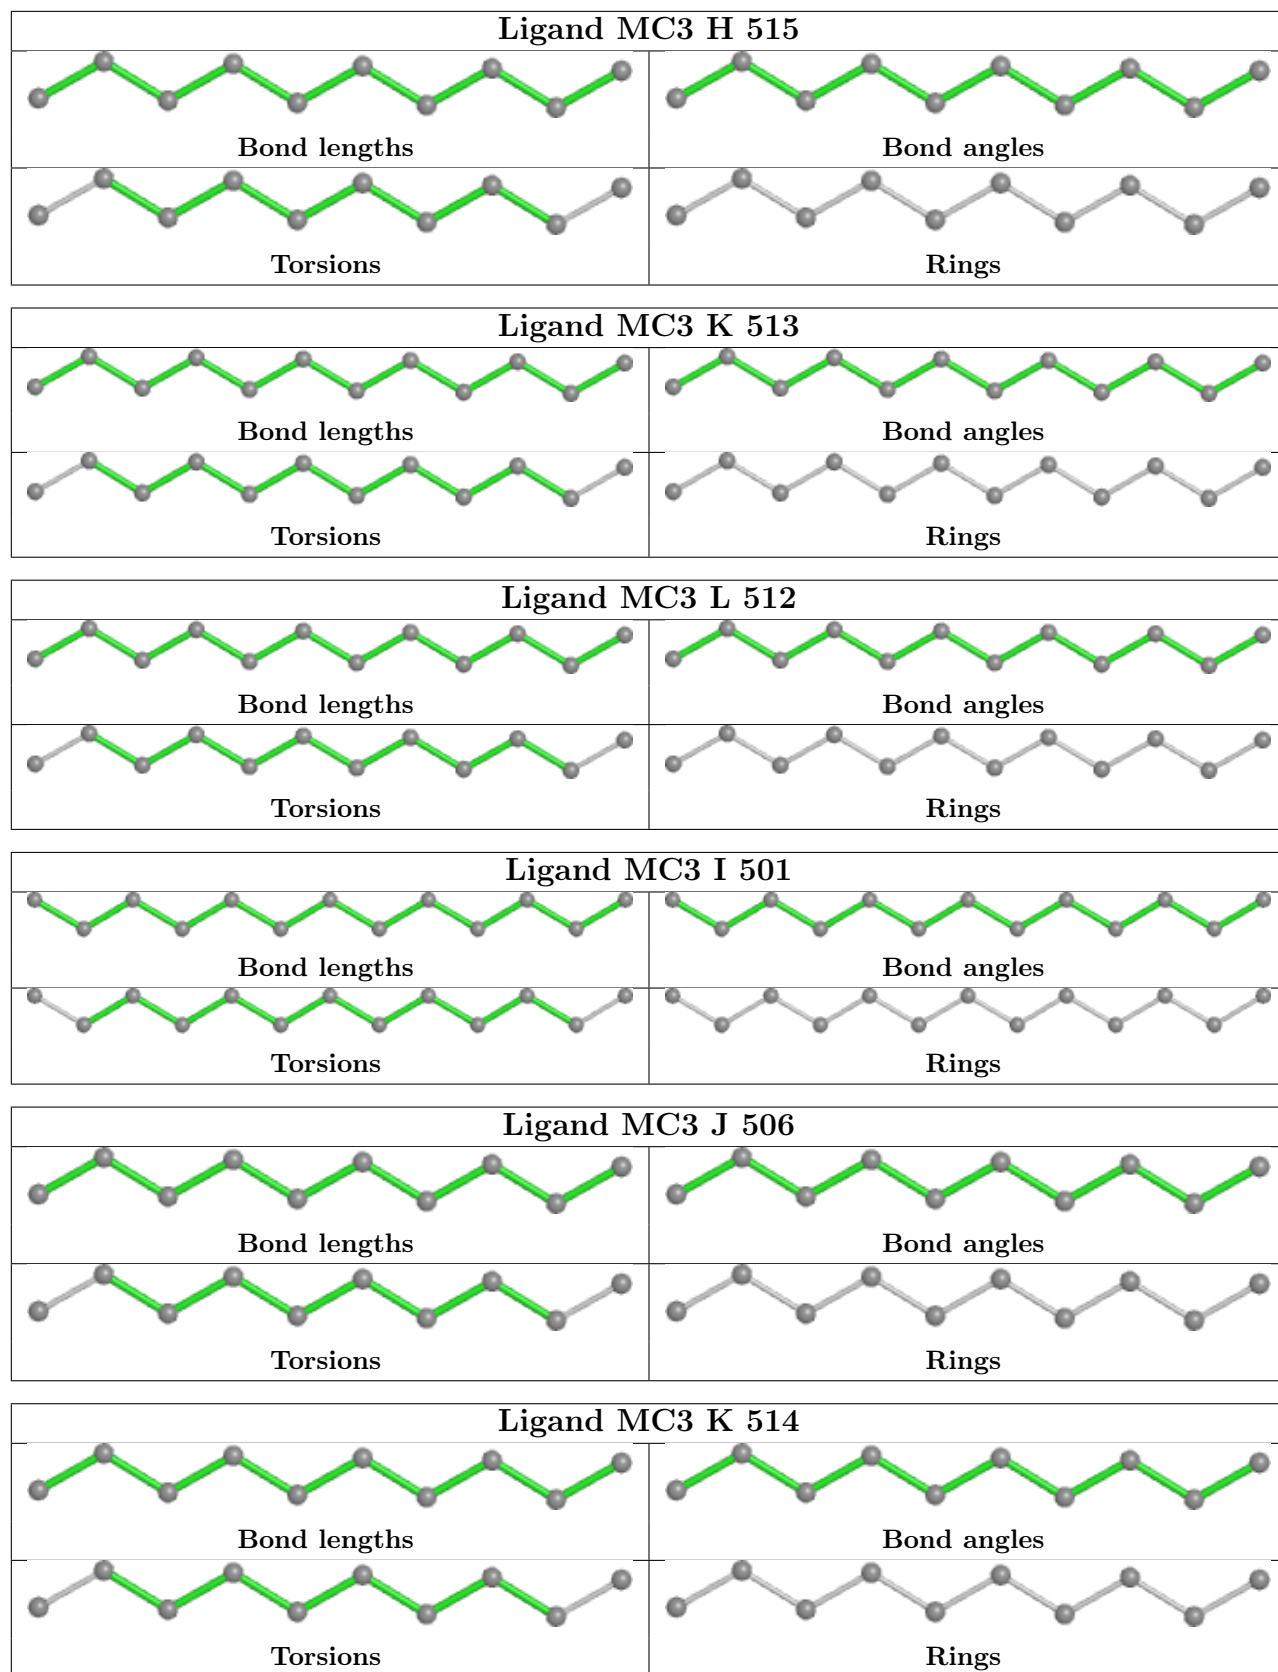 Ligand MC3 H 515
Bond lengths Bond angles
Torsions Rings
Ligand MC3 K 513
Bond lengths Bond angles
Torsions Rings
Ligand MC3 L 512
Bond lengths Bond angles
Torsions Rings
Ligand MC3 I 501
Bond lengths Bond angles
Torsions Rings
Ligand MC3 J 506
Bond lengths Bond angles
Torsions Rings
Ligand MC3 K 514
Bond lengths Bond angles
Torsions Rings